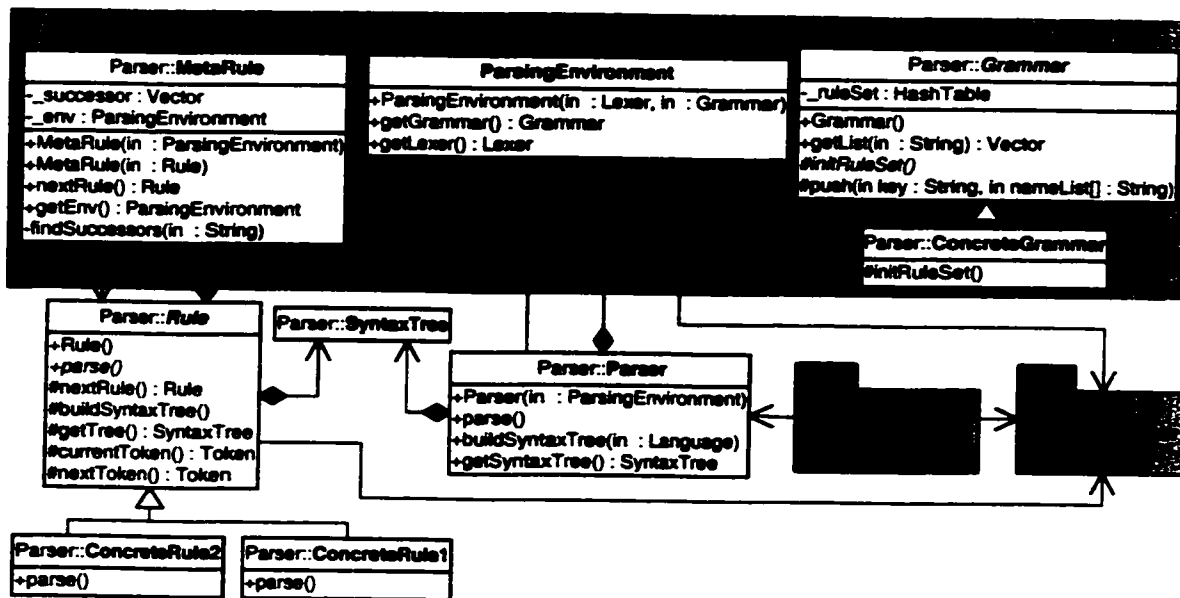 Parser::MetaRule
-_successor : Vector
-_env : ParsingEnvironment
+MetaRule(in : ParsingEnvironment)
+MetaRule(in : Rule)
+nextRule() : Rule
+getEnv() : ParsingEnvironment
-findSuccessors(in : String)
ParsingEnvironment
+ParsingEnvironment(in : Lexer, in : Grammar)
+getGrammar() : Grammar
+getLexer() : Lexer
Parser::Grammar
-_ruleSet : HashTable
+Grammar()
+getList(in : String) : Vector
#initRuleSet()
#push(in key : String, in nameList[] : String)
Parser::ConcreteGrammar
#initRuleSet()
Parser::Rule
+Rule()
+parse()
#nextRule() : Rule
#buildSyntaxTree()
#getTree() : SyntaxTree
#currentToken() : Token
#nextToken() : Token
Parser::SyntaxTree
Parser::Parser
+Parser(in : ParsingEnvironment)
+parse()
+buildSyntaxTree(in : Language)
+getSyntaxTree() : SyntaxTree
Parser::ConcreteRule2
+parse()
Parser::ConcreteRule1
+parse()